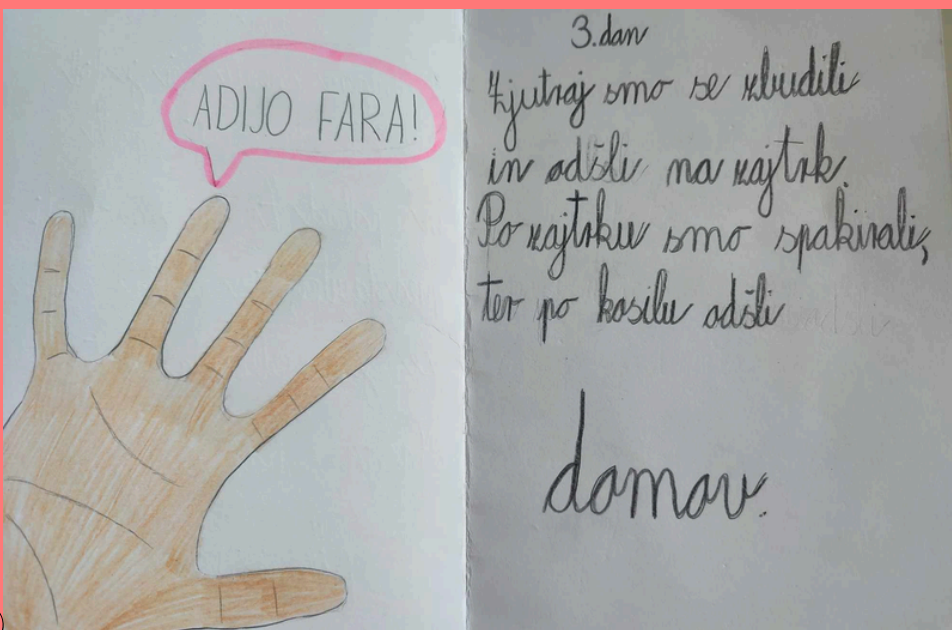 ADIJO FARA!
3. dan
Zjutraj smo se zbudili
in odšli na zajtrk.
Po zajtrku smo spakirali,
ter po kosilu odšli
domov.